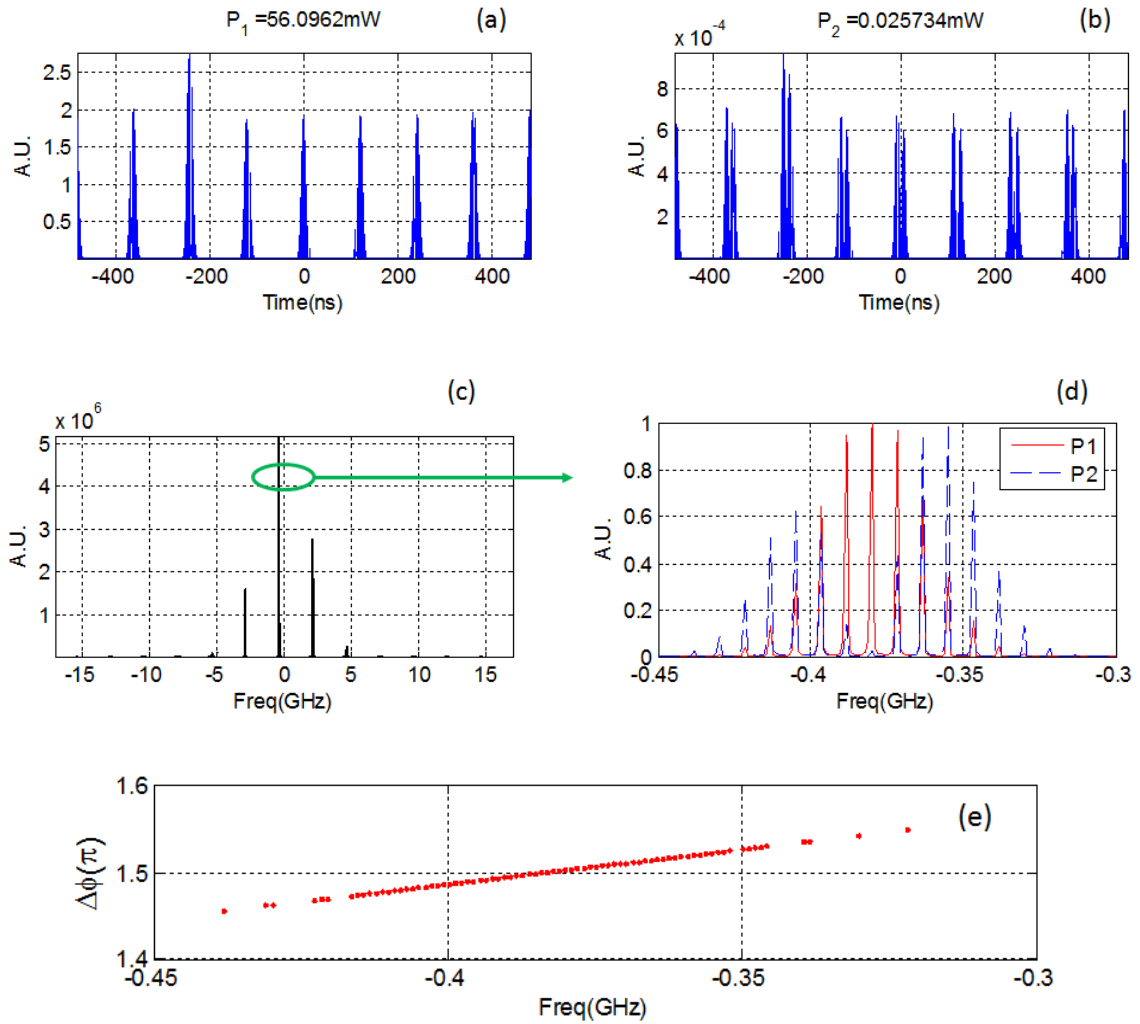 P1 =56.0962mW
(a)
2.5
2
1.5
1
0.5
A.U.
-400 -200 0 200 400
Time(ns)
P2 =0.025734mW
(b)
x 10-4
8
6
4
2
A.U.
-400 -200 0 200 400
Time(ns)
(c)
x 10 6
5
4
3
2
1
A.U.
-15 -10 -5 0 5 10 15
Freq(GHz)
(d)
1
0.8
0.6
0.4
0.2
0
A.U.
P1
P2
-0.45 -0.4 -0.35 -0.3
Freq(GHz)
(e)
1.6
1.5
1.4
Δϕ(π)
-0.45 -0.4 -0.35 -0.3
Freq(GHz)